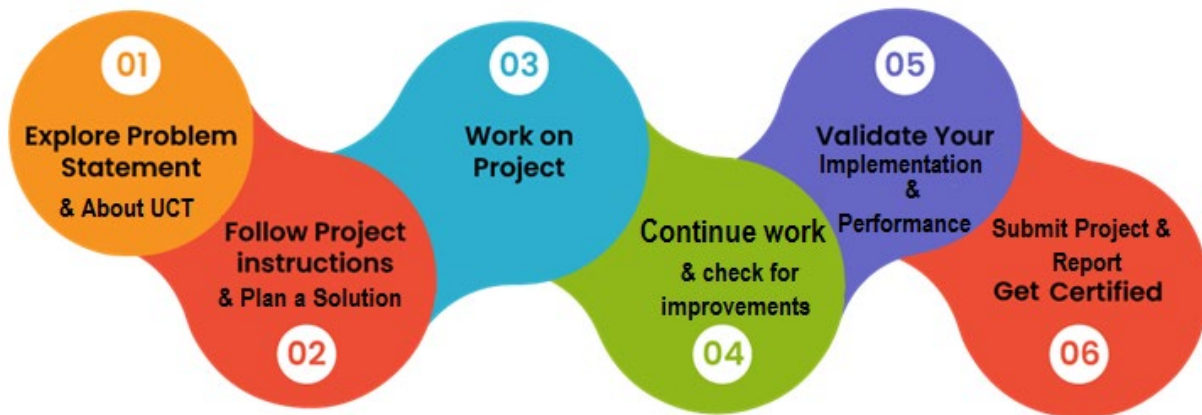 01
Explore Problem
Statement
& About UCT
Follow Project
instructions
& Plan a Solution
02
03
Work on
Project
Continue work
& check for
improvements
04
05
Validate Your
Implementation
&
Performance
Submit Project &
Report
Get Certified
06